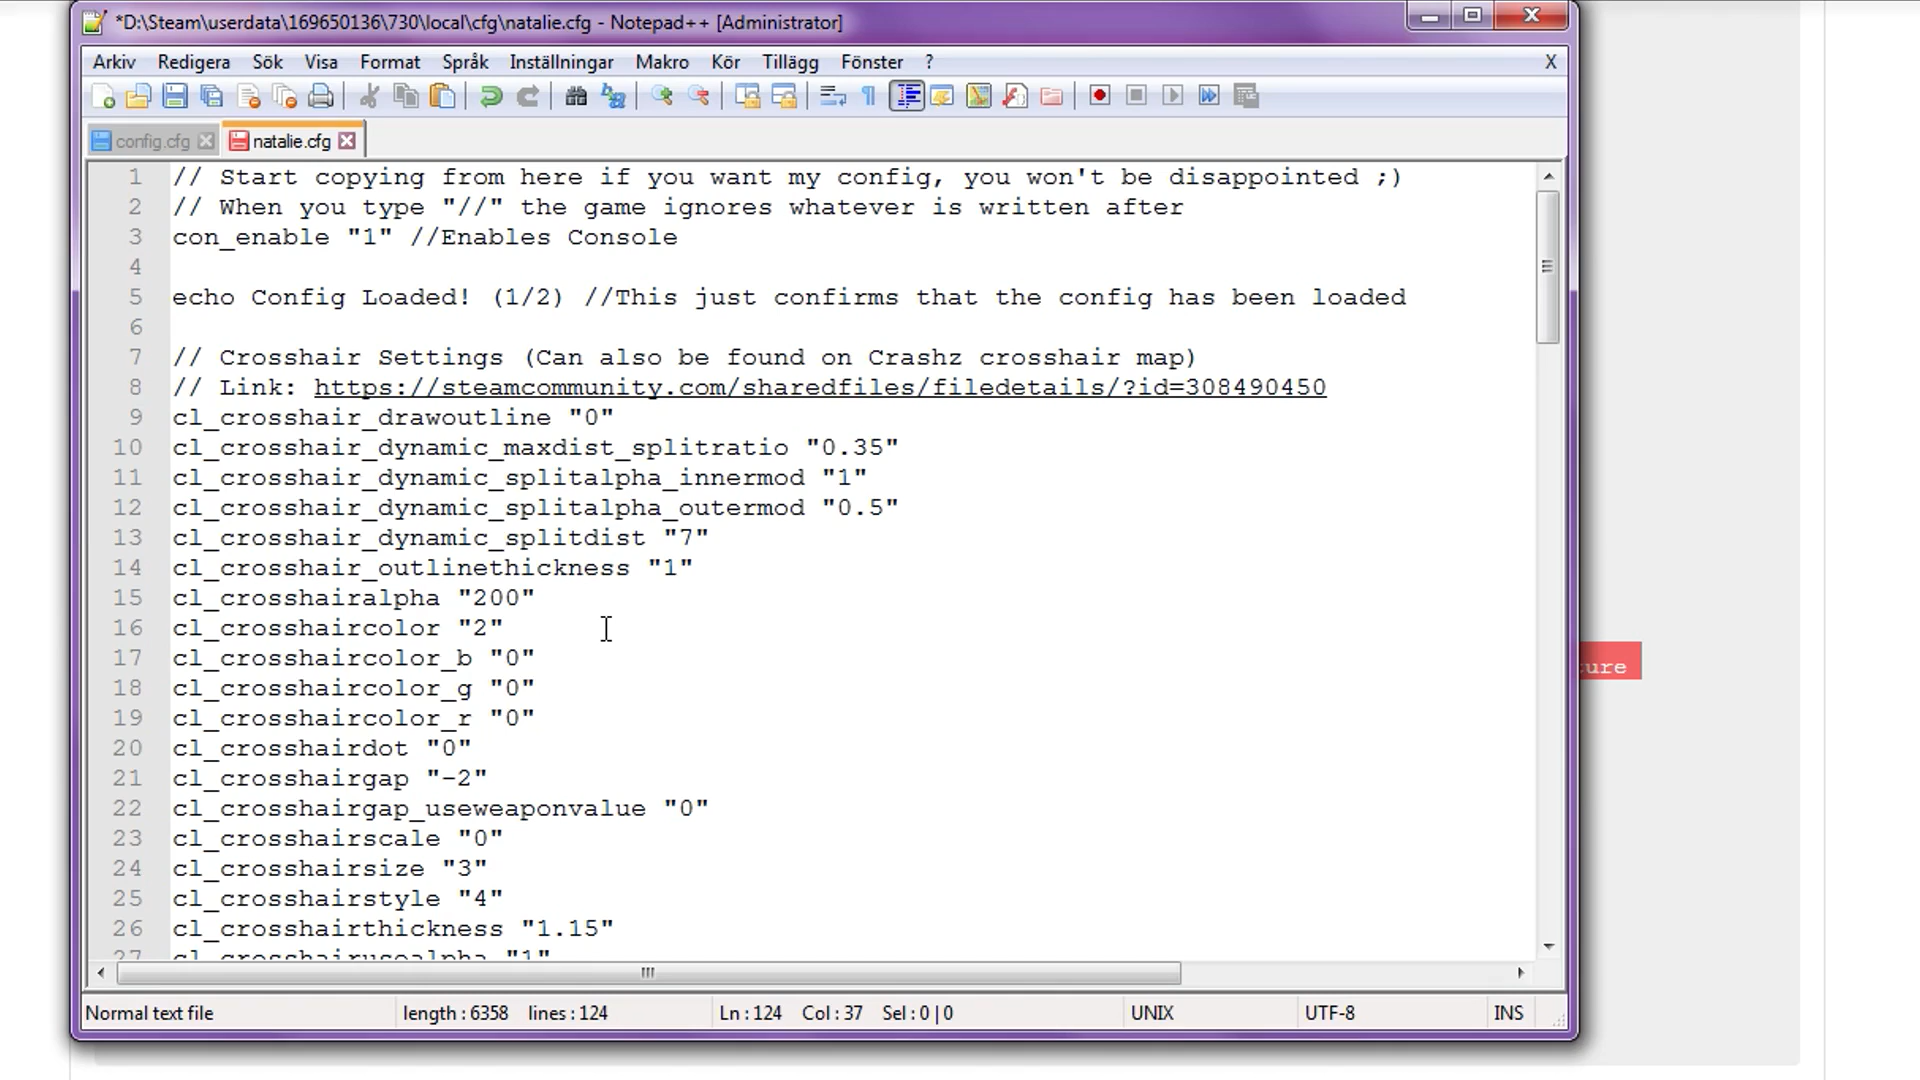 *D:\Steam\userdata\169650136\730\local\cfg\natalie.cfg - Notepad++ [Administrator]
Arkiv Redigera Sök Visa Format Språk Inställningar Makro Kör Tillägg Fönster ? X
config.cfg natalie.cfg
1 // Start copying from here if you want my config, you won't be disappointed ;)
2 // When you type "//" the game ignores whatever is written after
3 con_enable "1" //Enables Console
4
5 echo Config Loaded! (1/2) //This just confirms that the config has been loaded
6
7 // Crosshair Settings (Can also be found on Crashz crosshair map)
8 // Link: https://steamcommunity.com/sharedfiles/filedetails/?id=308490450
9 cl_crosshair_drawoutline "0"
10 cl_crosshair_dynamic_maxdist_splitratio "0.35"
11 cl_crosshair_dynamic_splitalpha_innermod "1"
12 cl_crosshair_dynamic_splitalpha_outermod "0.5"
13 cl_crosshair_dynamic_splitdist "7"
14 cl_crosshair_outlinethickness "1"
15 cl_crosshairalpha "200"
16 cl_crosshaircolor "2"
17 cl_crosshaircolor_b "0"
18 cl_crosshaircolor_g "0"
19 cl_crosshaircolor_r "0"
20 cl_crosshairdot "0"
21 cl_crosshairgap "-2"
22 cl_crosshairgap_useweaponvalue "0"
23 cl_crosshairscale "0"
24 cl_crosshairsize "3"
25 cl_crosshairstyle "4"
26 cl_crosshairthickness "1.15"
27 cl_crosshairusealpha "1"
ure
Normal text file length : 6358 lines : 124 Ln : 124 Col : 37 Sel : 0 | 0 UNIX UTF-8 INS